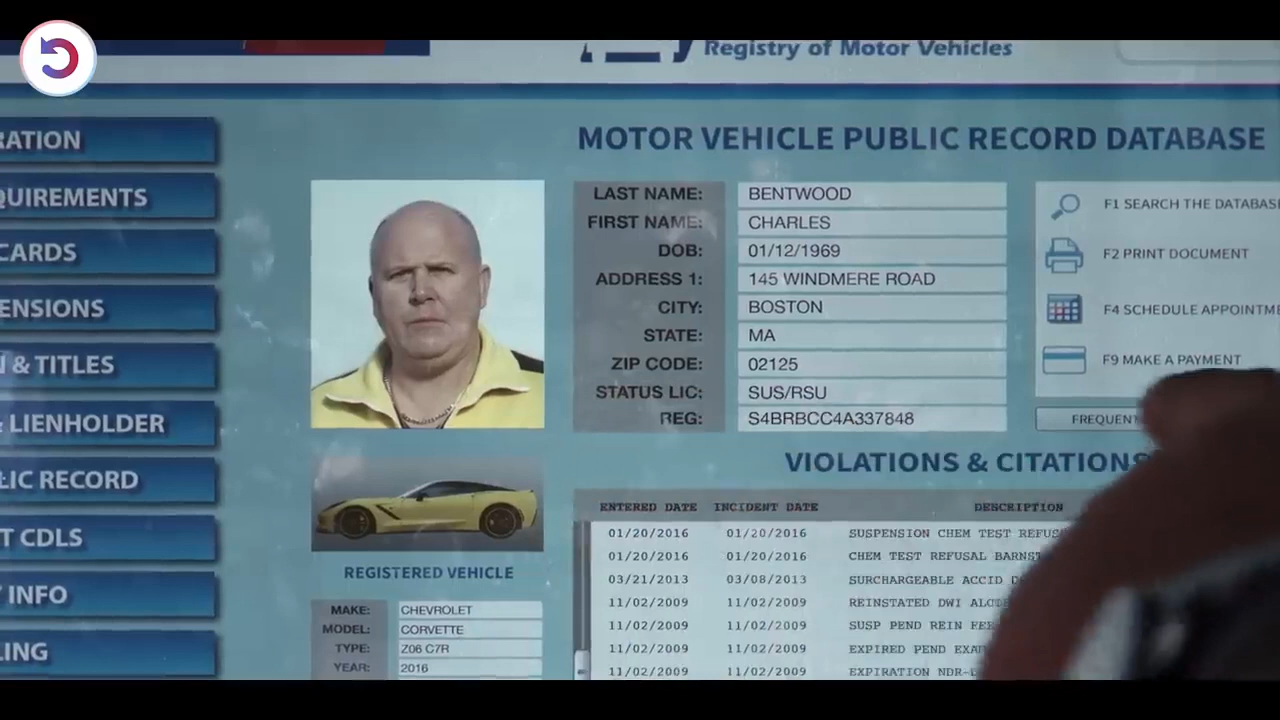 Registry of Motor Vehicles
MOTOR VEHICLE PUBLIC RECORD DATABASE
RATION
QUIREMENTS
CARDS
ENSIONS
N & TITLES
& LIENHOLDER
LIC RECORD
T CDLS
INFO
LING
LAST NAME: BENTWOOD
FIRST NAME: CHARLES
DOB: 01/12/1969
ADDRESS 1: 145 WINDMERE ROAD
CITY: BOSTON
STATE: MA
ZIP CODE: 02125
STATUS LIC: SUS/RSU
REG: S4BRBCC4A337848
F1 SEARCH THE DATABASE
F2 PRINT DOCUMENT
F4 SCHEDULE APPOINTME
F9 MAKE A PAYMENT
FREQUENT
VIOLATIONS & CITATIONS
ENTERED DATE INCIDENT DATE DESCRIPTION
01/20/2016 01/20/2016 SUSPENSION CHEM TEST REFUS
01/20/2016 01/20/2016 CHEM TEST REFUSAL BARNST
03/21/2013 03/08/2013 SURCHARGEABLE ACCID
11/02/2009 11/02/2009 REINSTATED DWI
11/02/2009 11/02/2009 SUSP PEND REIN FEE
11/02/2009 11/02/2009 EXPIRED PEND EXAM
11/02/2009 11/02/2009 EXPIRATION NDR-
REGISTERED VEHICLE
MAKE: CHEVROLET
MODEL: CORVETTE
TYPE: Z06 C7R
YEAR: 2016